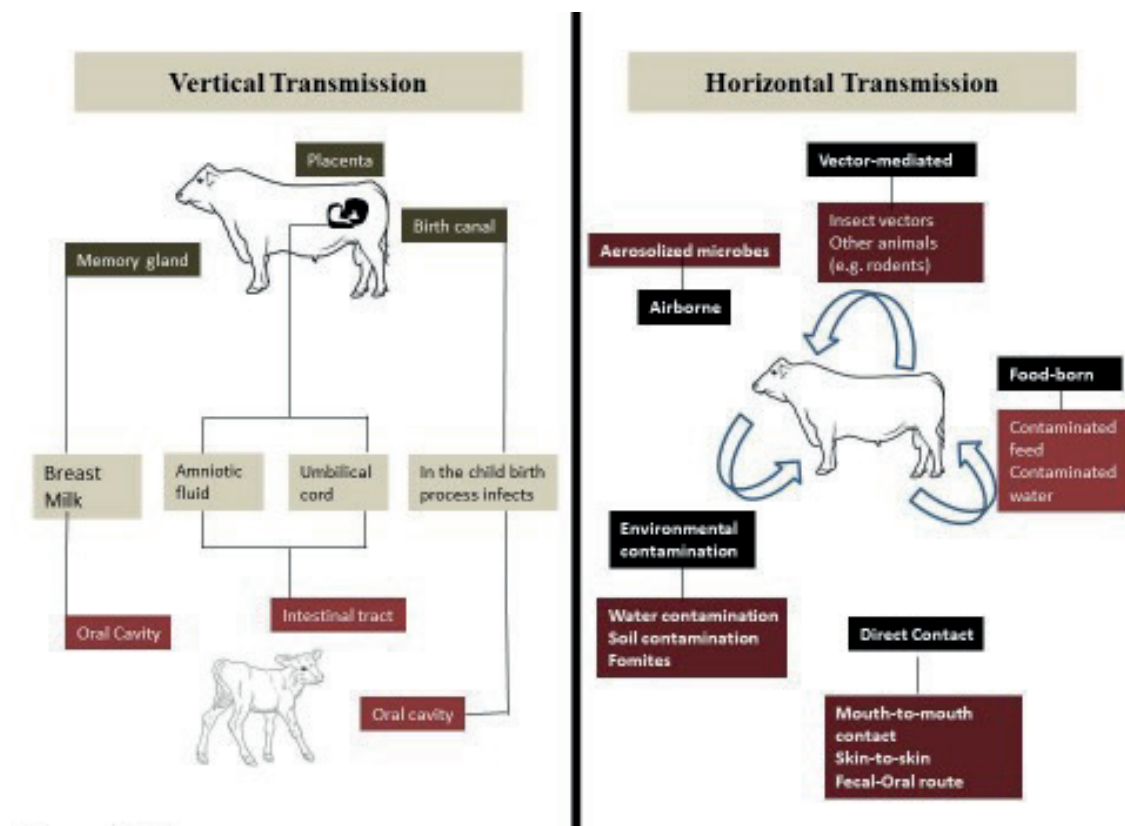 Vertical Transmission
Placenta
Birth canal
Memory gland
Breast
Milk
Amniotic
fluid
Umbilical
cord
In the child birth
process infects
Intestinal tract
Oral Cavity
Oral cavity
Horizontal Transmission
Vector-mediated
Insect vectors
Other animals
(e.g. rodents)
Aerosolized microbes
Airborne
Food-born
Contaminated
feed
Contaminated
water
Environmental
contamination
Water contamination
Soil contamination
Fomites
Direct Contact
Mouth-to-mouth
contact
Skin-to-skin
Fecal-Oral route